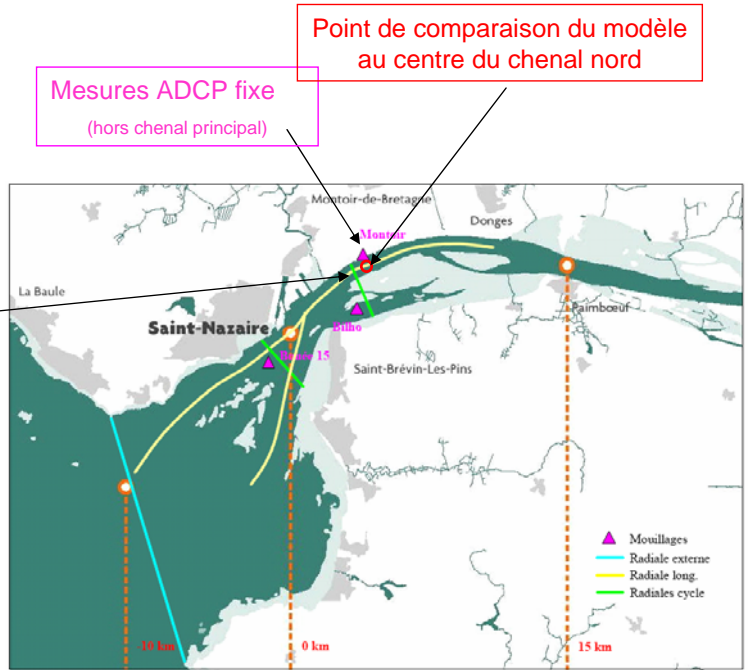 Point de comparaison du modèle
au centre du chenal nord
Mesures ADCP fixe
(hors chenal principal)
Montoir-de-Bretagne
Donges
Montoir
La Baule
Paimbœuf
Saint-Nazaire
Bilho
15
Saint-Brévin-Les-Pins
Mouillages
Radiale externe
Radiale long.
Radiales cycle
-10 km
0 km
15 km